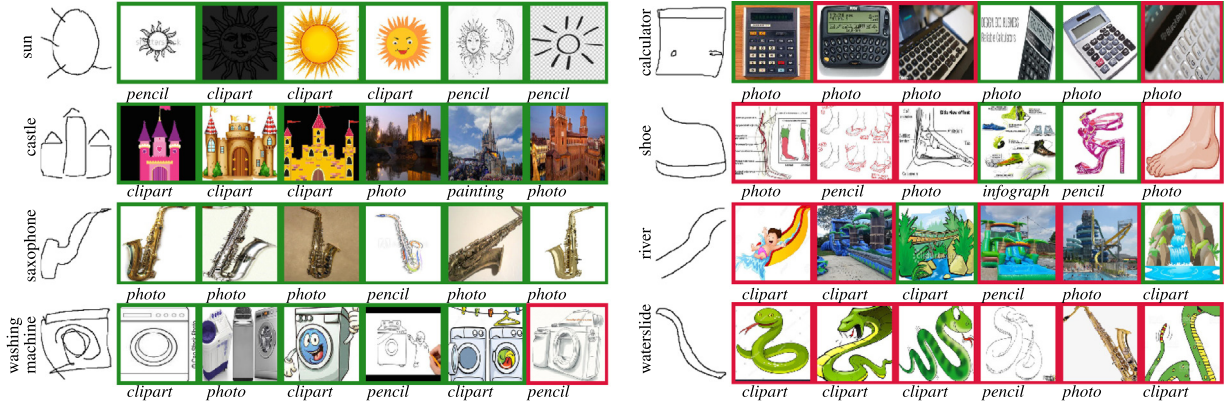 sun
pencil clipart clipart clipart pencil pencil
castle
clipart clipart clipart photo painting photo
saxophone
photo photo photo pencil photo photo
washing
machine
clipart photo clipart pencil clipart pencil
calculator
photo photo photo photo photo photo
shoe
photo pencil photo infograph pencil photo
river
clipart photo clipart pencil photo clipart
waterslide
clipart clipart clipart pencil photo clipart